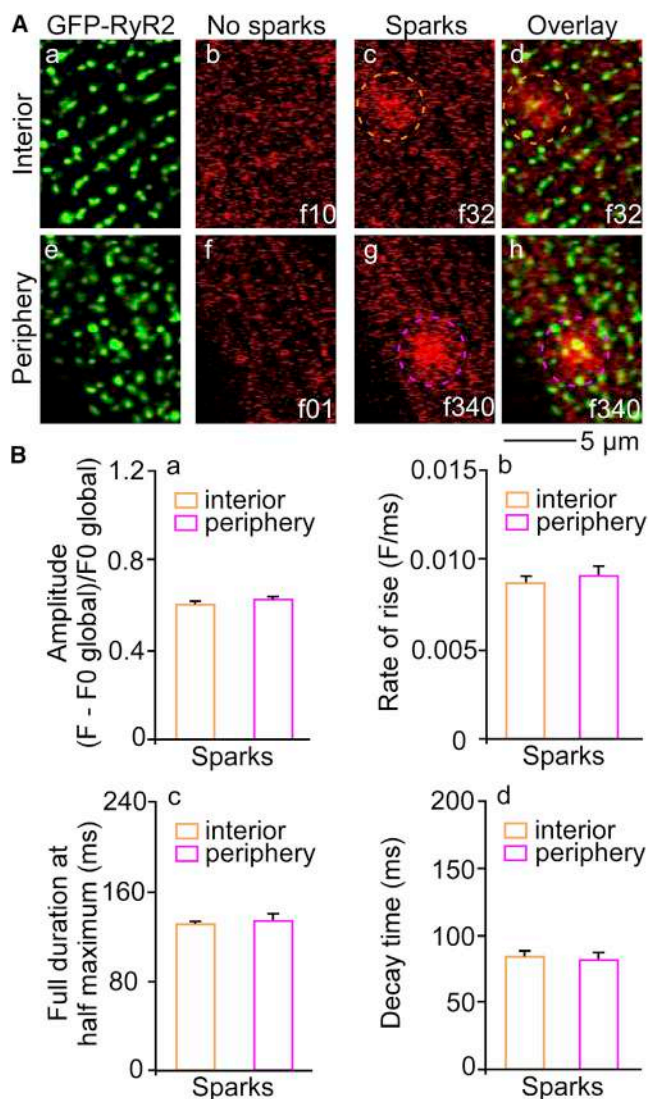 A
GFP-RyR2
No sparks
Sparks
Overlay
Interior
a
b
c
d
f10
f32
f32
Periphery
e
f
g
h
f01
f340
f340
5 µm
B
a
interior
periphery
Amplitude
(F - F0 global)/F0 global)
1.2
0.6
0.4
0
Sparks
b
interior
periphery
Rate of rise (F/ms)
0.015
0.010
0.005
0
Sparks
c
interior
periphery
Full duration at
half maximum (ms)
240
160
80
0
Sparks
d
interior
periphery
Decay time (ms)
200
150
100
50
0
Sparks